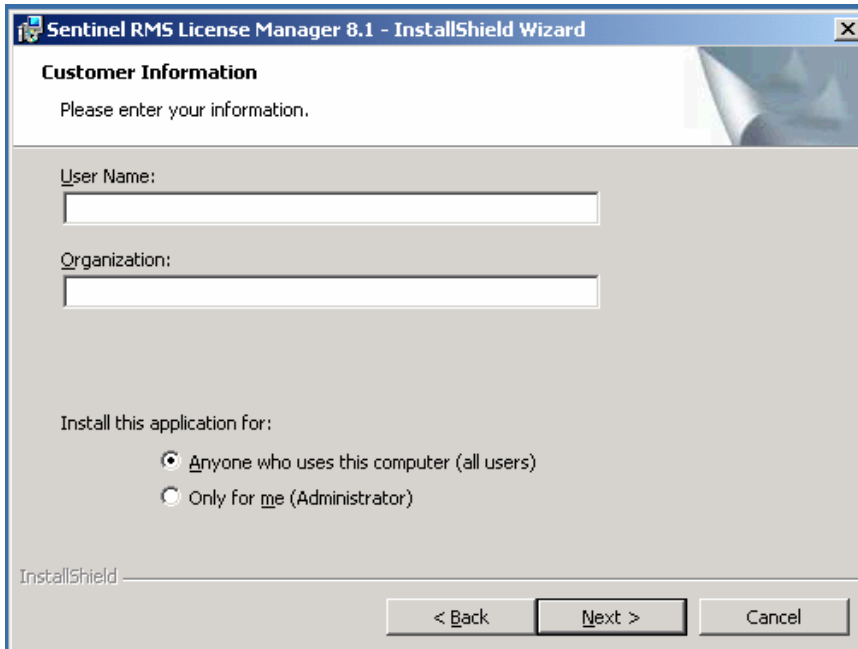 Sentinel RMS License Manager 8.1 - InstallShield Wizard
Customer Information
Please enter your information.
User Name:
Organization:
Install this application for:
Anyone who uses this computer (all users)
Only for me (Administrator)
InstallShield
< Back Next > Cancel